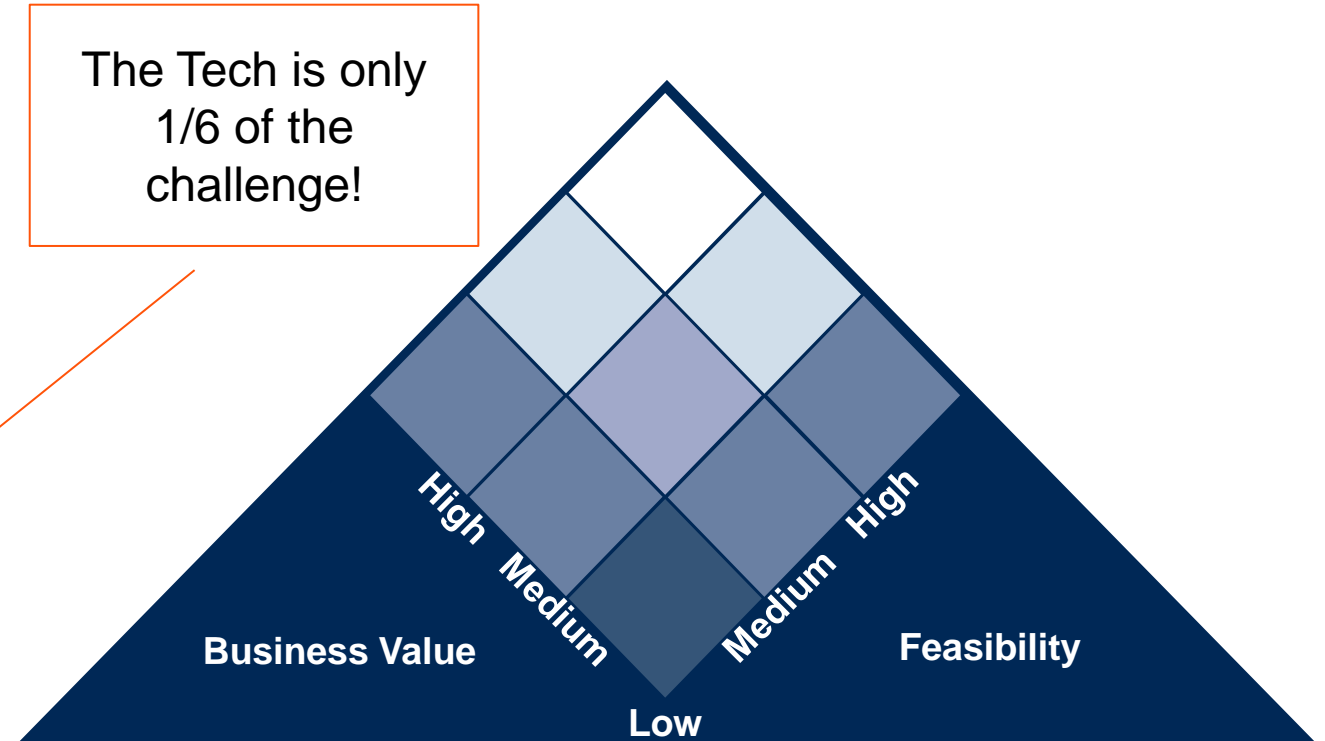 The Tech is only
1/6 of the
challenge!
High
Medium
High
Medium
Business Value
Feasibility
Low